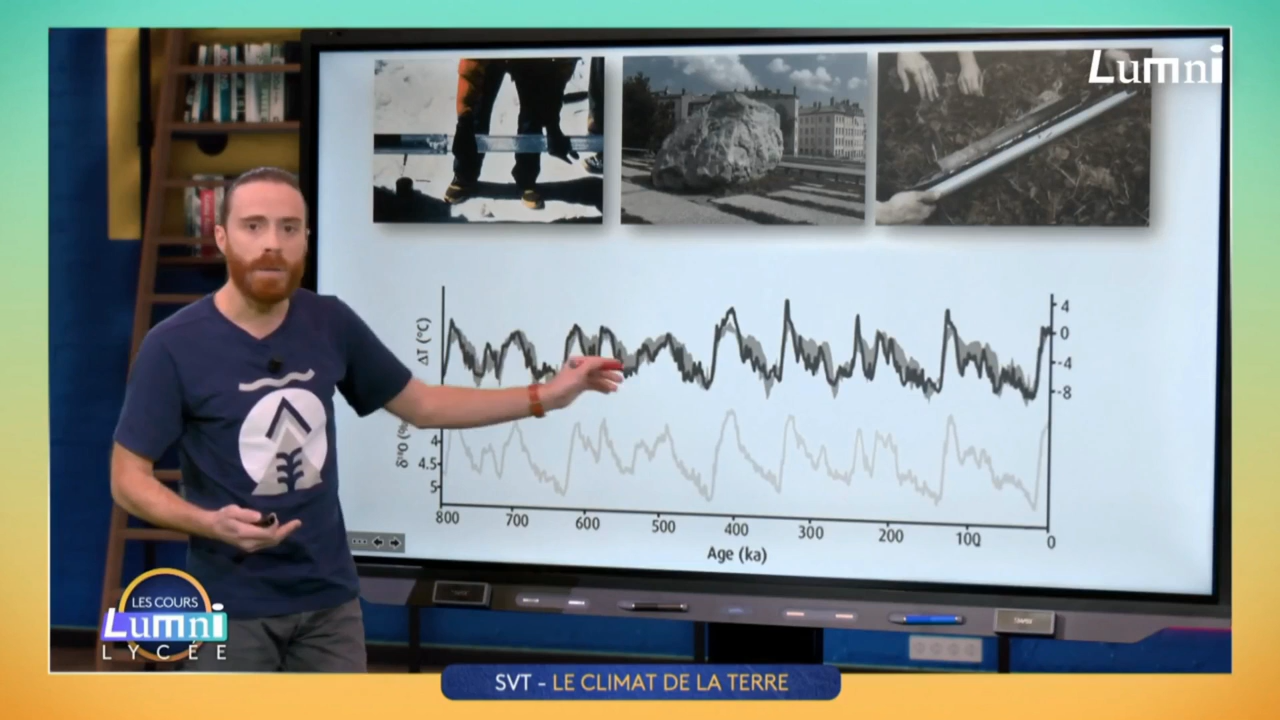 Lumni
ΔT (°C)
4
0
-4
-8
δ¹⁸O (‰
4
4.5
5
800 700 600 500 400 300 200 100 0
Age (ka)
LES COURS
Lumni
LYCÉE
SVT - LE CLIMAT DE LA TERRE